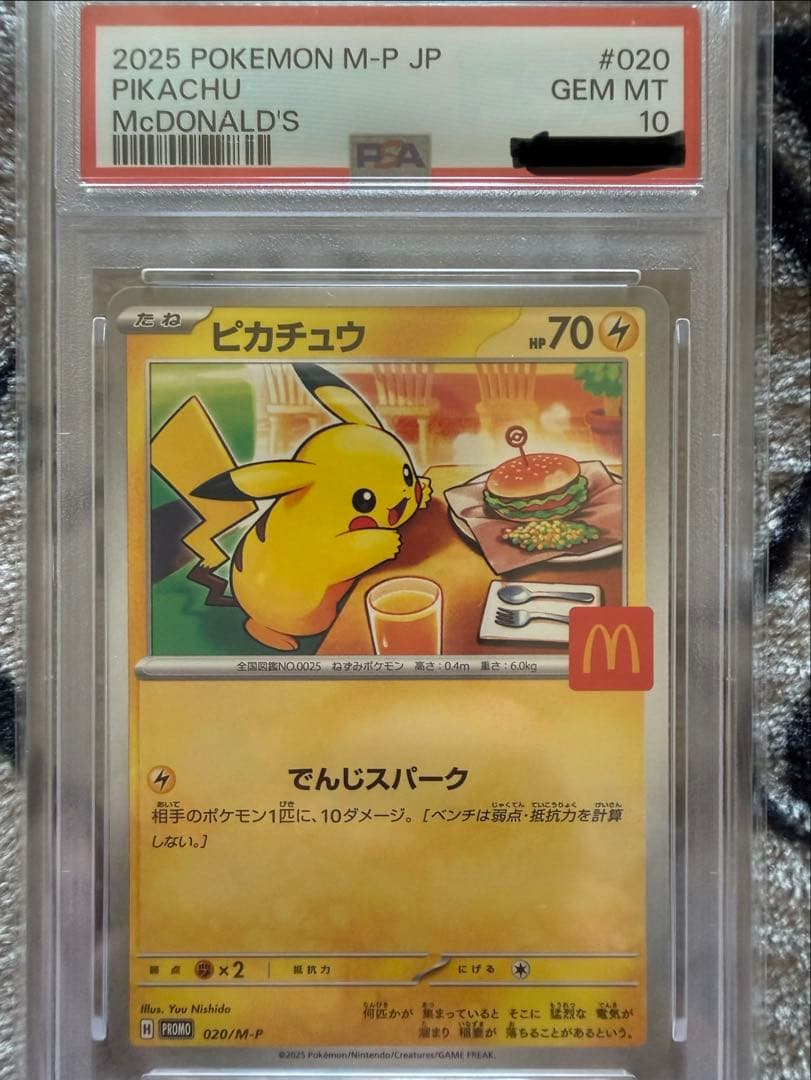 2025 POKEMON M-P JP #020
PIKACHU GEM MT
McDONALD'S 10
PSA
たね ピカチュウ HP70
全国図鑑NO.0025 ねずみポケモン 高さ:0.4m 重さ:6.0kg
M
でんじスパーク
相手のポケモン1匹に、10ダメージ。[ベンチは弱点・抵抗力を計算
しない。]
弱点 ×2 抵抗力 にげる
Illus. Yuu Nishida
何匹かが 集まっていると そこに 猛烈な 電気が
溜まり 稲妻が 落ちることがあるという。
H PROMO 020/M-P
©2025 Pokémon/Nintendo/Creatures/GAME FREAK.